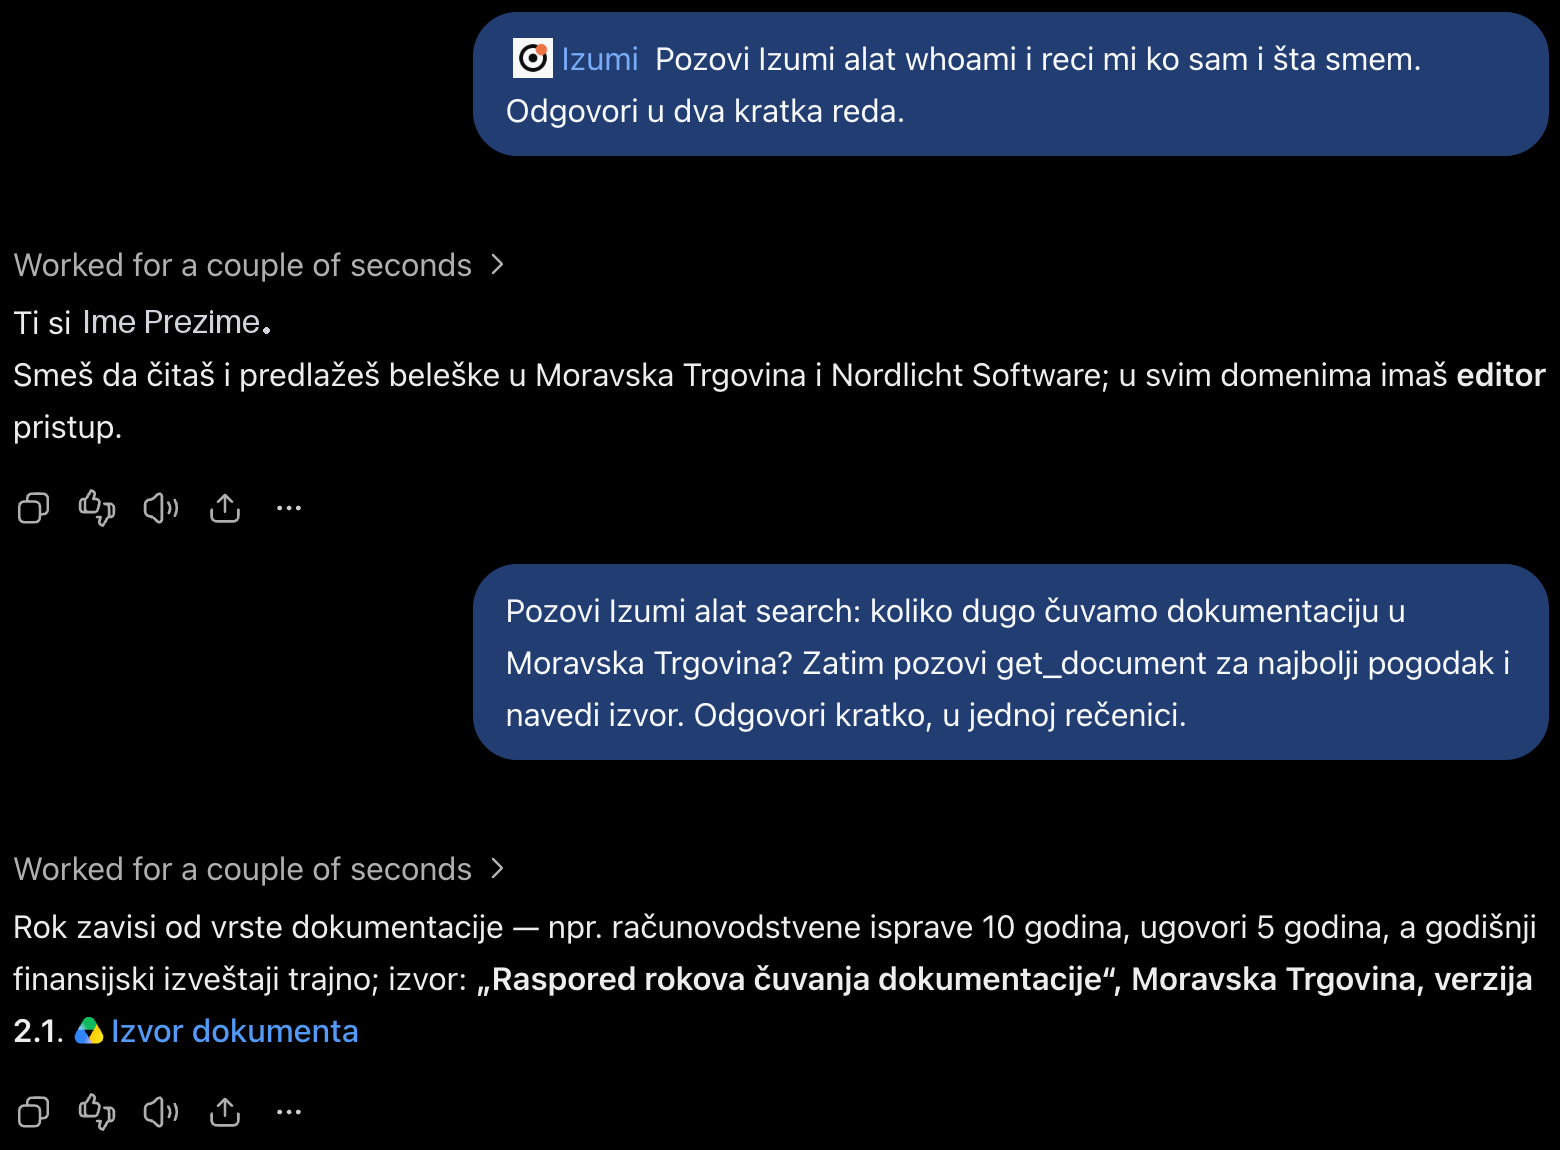 Izumi Pozovi Izumi alat whoami i reci mi ko sam i šta smem.
Odgovori u dva kratka reda.
Worked for a couple of seconds
Ti si Ime Prezime.
Smeš da čitaš i predlažeš beleške u Moravska Trgovina i Nordlicht Software; u svim domenima imaš editor
pristup.
Pozovi Izumi alat search: koliko dugo čuvamo dokumentaciju u
Moravska Trgovina? Zatim pozovi get_document za najbolji pogodak i
navedi izvor. Odgovori kratko, u jednoj rečenici.
Worked for a couple of seconds
Rok zavisi od vrste dokumentacije — npr. računovodstvene isprave 10 godina, ugovori 5 godina, a godišnji
finansijski izveštaji trajno; izvor: „Raspored rokova čuvanja dokumentacije“, Moravska Trgovina, verzija
2.1. Izvor dokumenta